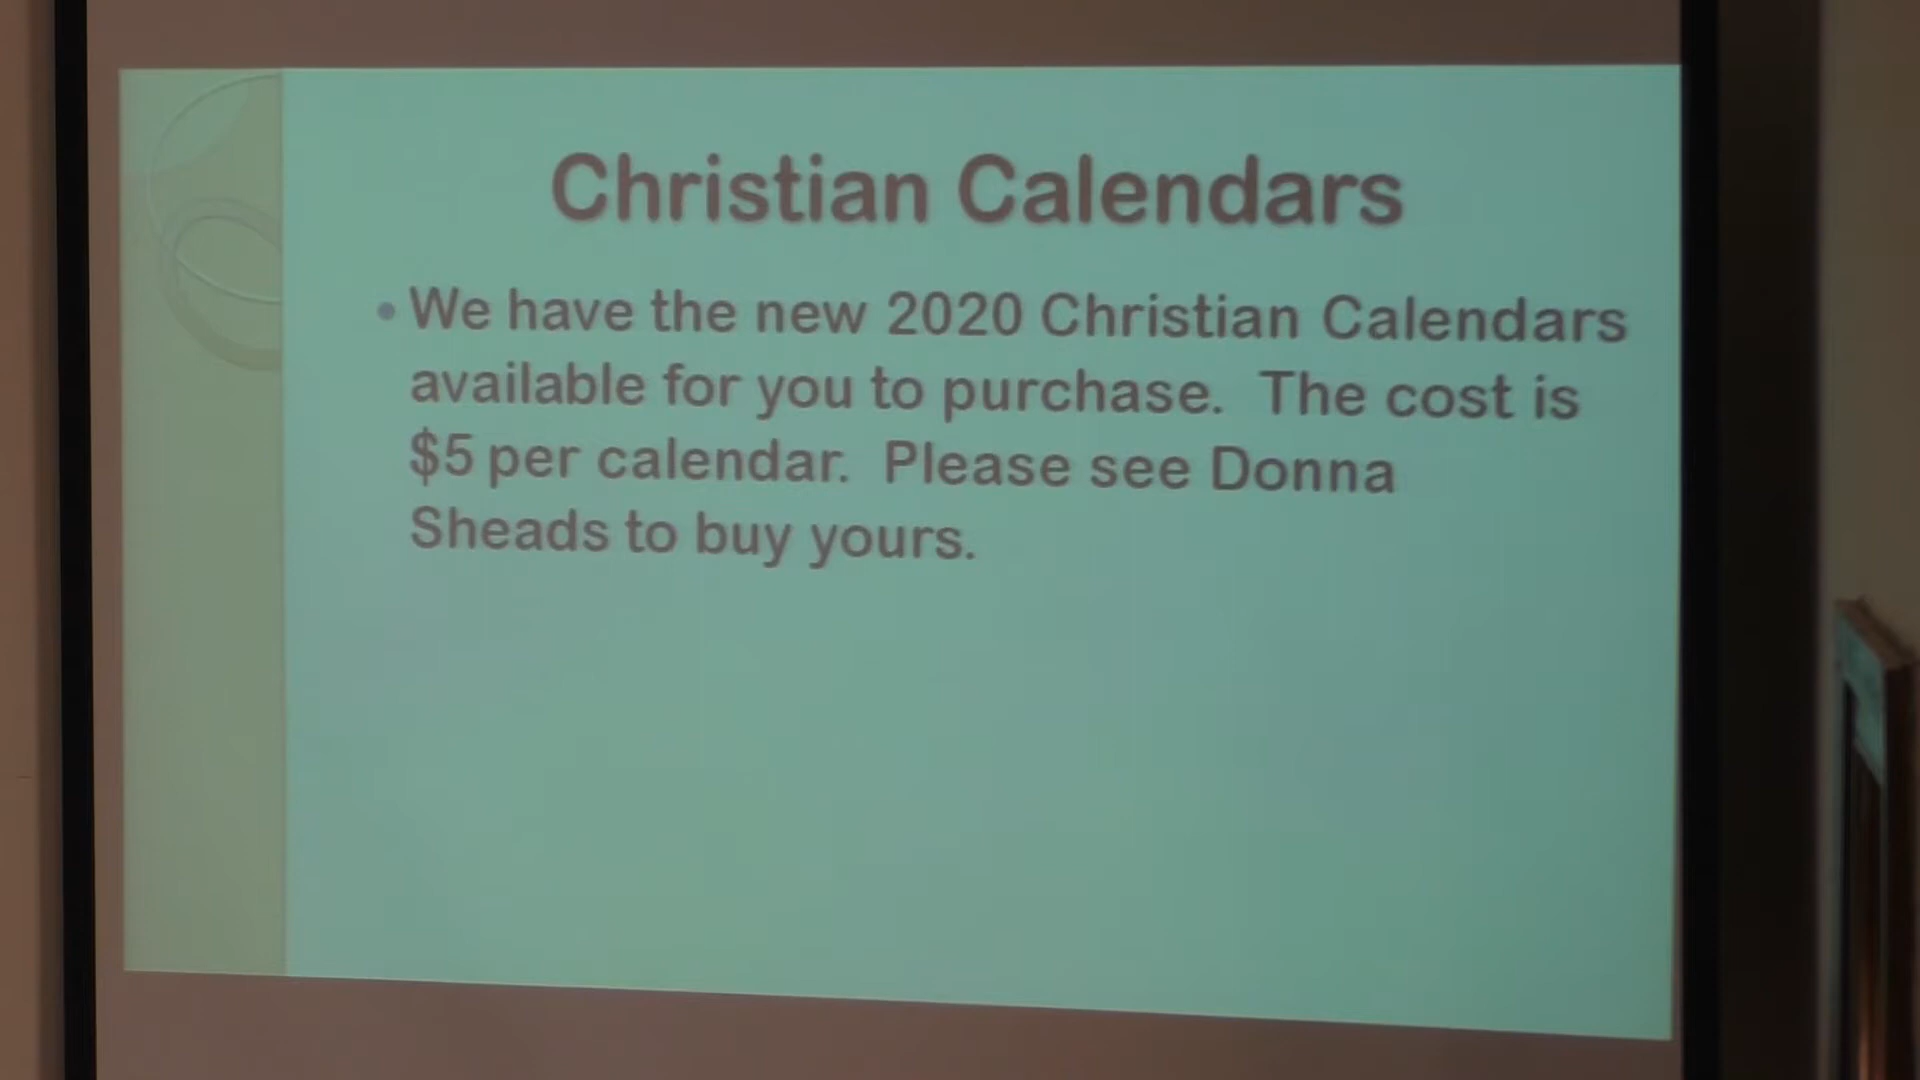 Christian Calendars
• We have the new 2020 Christian Calendars
available for you to purchase.  The cost is
$5 per calendar.  Please see Donna
Sheads to buy yours.